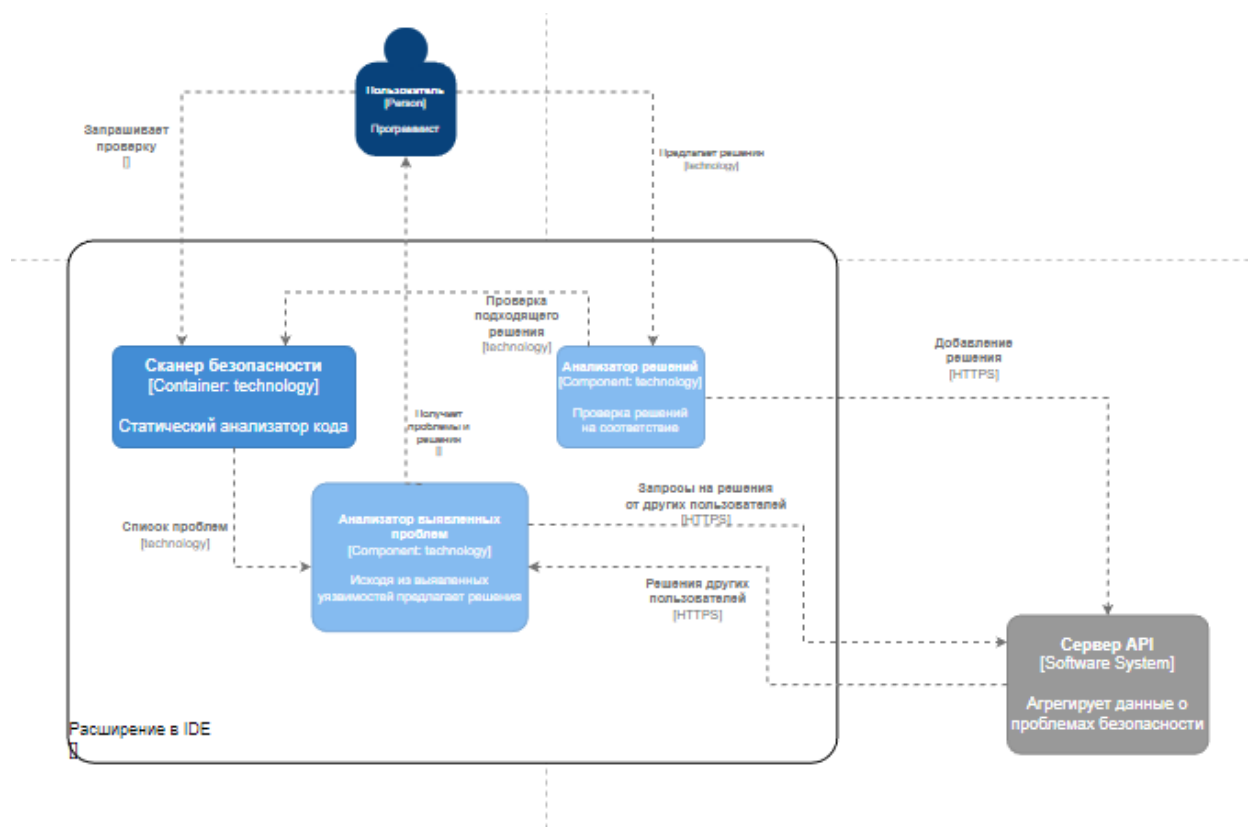 Пользователь
[Person]
Программист
Запрашивает
проверку
[]
Предлагает решения
[technology]
Проверка
подходящего
решения
[technology]
Добавление
решения
[HTTPS]
Сканер безопасности
[Container: technology]
Статический анализатор кода
Анализатор решений
[Component: technology]
Проверка решений
на соответствие
Получает
проблемы и
решения
[]
Анализатор выявленных
проблем
[Component: technology]
Исходя из выявленных
уязвимостей предлагает решения
Запросы на решения
от других пользователей
[HTTPS]
Список проблем
[technology]
Решения других
пользователей
[HTTPS]
Сервер API
[Software System]
Агрегирует данные о
проблемах безопасности
Расширение в IDE
[]